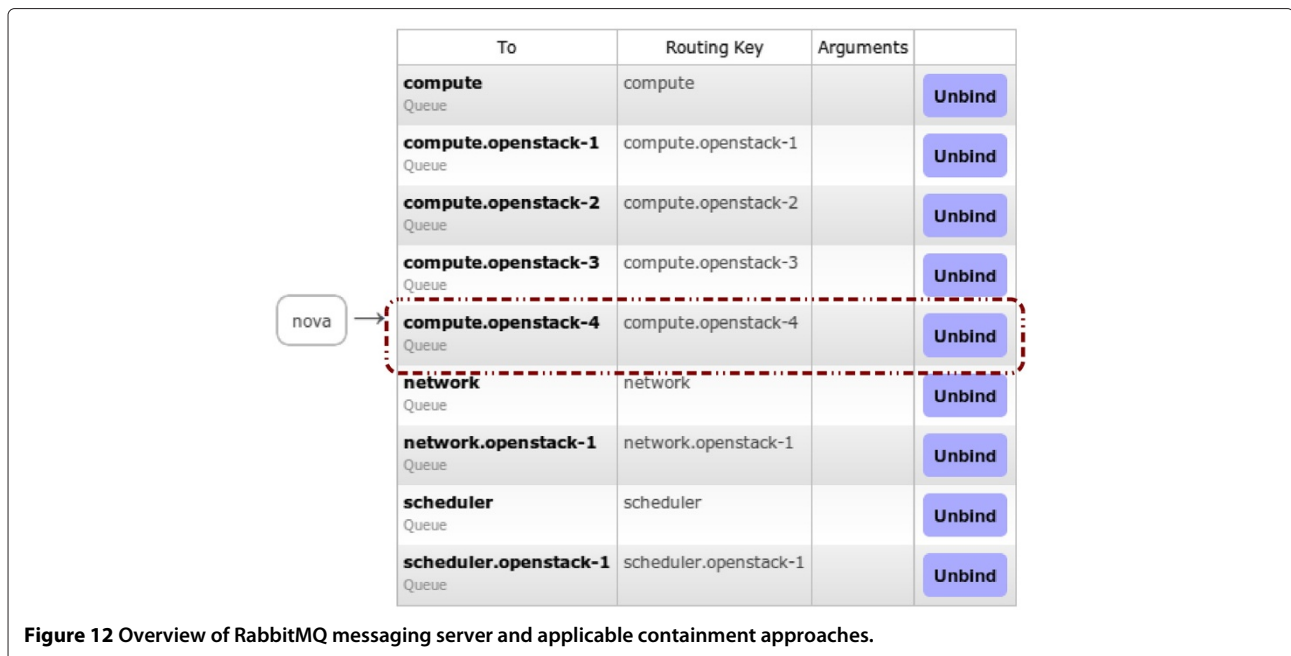 To Routing Key Arguments
compute compute
Queue
Unbind
compute.openstack-1 compute.openstack-1
Queue
Unbind
compute.openstack-2 compute.openstack-2
Queue
Unbind
compute.openstack-3 compute.openstack-3
Queue
Unbind
nova → compute.openstack-4 compute.openstack-4
Queue
Unbind
network network
Queue
Unbind
network.openstack-1 network.openstack-1
Queue
Unbind
scheduler scheduler
Queue
Unbind
scheduler.openstack-1 scheduler.openstack-1
Queue
Unbind
Figure 12 Overview of RabbitMQ messaging server and applicable containment approaches.